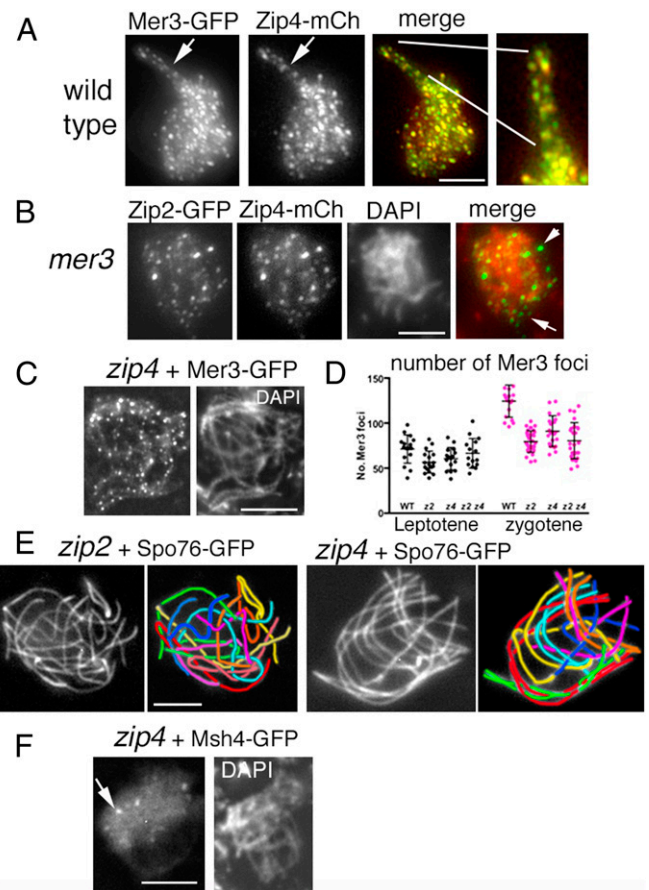 A
Mer3-GFP Zip4-mCh merge
wild
type
B
Zip2-GFP Zip4-mCh DAPI merge
mer3
C
zip4 + Mer3-GFP
DAPI
D
number of Mer3 foci
No. Mer3 foci
150
100
50
0
WT z2 z4 z2 z4 WT z2 z4 z2 z4
Leptotene zygotene
E
zip2 + Spo76-GFP zip4 + Spo76-GFP
F
zip4 + Msh4-GFP
DAPI